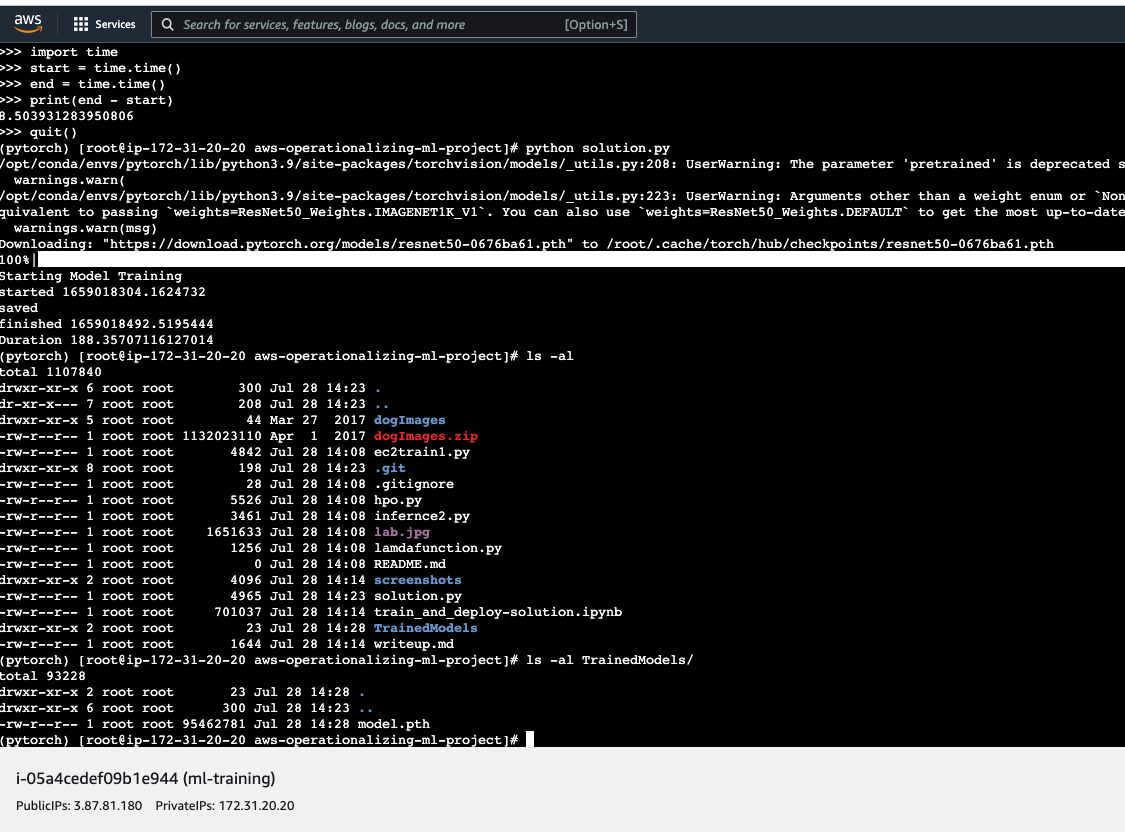 aws Services Search for services, features, blogs, docs, and more [Option+S]
>>> import time
>>> start = time.time()
>>> end = time.time()
>>> print(end - start)
8.503931283950806
>>> quit()
(pytorch) [root@ip-172-31-20-20 aws-operationalizing-ml-project]# python solution.py
/opt/conda/envs/pytorch/lib/python3.9/site-packages/torchvision/models/_utils.py:208: UserWarning: The parameter 'pretrained' is deprecated s
warnings.warn(
/opt/conda/envs/pytorch/lib/python3.9/site-packages/torchvision/models/_utils.py:223: UserWarning: Arguments other than a weight enum or `Non
quivalent to passing `weights=ResNet50_Weights.IMAGENET1K_V1`. You can also use `weights=ResNet50_Weights.DEFAULT` to get the most up-to-date
warnings.warn(msg)
Downloading: "https://download.pytorch.org/models/resnet50-0676ba61.pth" to /root/.cache/torch/hub/checkpoints/resnet50-0676ba61.pth
100%|
Starting Model Training
started 1659018304.1624732
saved
finished 1659018492.5195444
Duration 188.35707116127014
(pytorch) [root@ip-172-31-20-20 aws-operationalizing-ml-project]# ls -al
total 1107840
drwxr-xr-x 6 root root 300 Jul 28 14:23 .
dr-xr-x--- 7 root root 208 Jul 28 14:23 ..
drwxr-xr-x 5 root root 44 Mar 27 2017 dogImages
-rw-r--r-- 1 root root 1132023110 Apr 1 2017 dogImages.zip
-rw-r--r-- 1 root root 4842 Jul 28 14:08 ec2train1.py
drwxr-xr-x 8 root root 198 Jul 28 14:23 .git
-rw-r--r-- 1 root root 28 Jul 28 14:08 .gitignore
-rw-r--r-- 1 root root 5526 Jul 28 14:08 hpo.py
-rw-r--r-- 1 root root 3461 Jul 28 14:08 infernce2.py
-rw-r--r-- 1 root root 1651633 Jul 28 14:08 lab.jpg
-rw-r--r-- 1 root root 1256 Jul 28 14:08 lamdafunction.py
-rw-r--r-- 1 root root 0 Jul 28 14:08 README.md
drwxr-xr-x 2 root root 4096 Jul 28 14:14 screenshots
-rw-r--r-- 1 root root 4965 Jul 28 14:23 solution.py
-rw-r--r-- 1 root root 701037 Jul 28 14:14 train_and_deploy-solution.ipynb
drwxr-xr-x 2 root root 23 Jul 28 14:28 TrainedModels
-rw-r--r-- 1 root root 1644 Jul 28 14:14 writeup.md
(pytorch) [root@ip-172-31-20-20 aws-operationalizing-ml-project]# ls -al TrainedModels/
total 93228
drwxr-xr-x 2 root root 23 Jul 28 14:28 .
drwxr-xr-x 6 root root 300 Jul 28 14:23 ..
-rw-r--r-- 1 root root 95462781 Jul 28 14:28 model.pth
(pytorch) [root@ip-172-31-20-20 aws-operationalizing-ml-project]#
i-05a4cedef09b1e944 (ml-training)
PublicIPs: 3.87.81.180 PrivateIPs: 172.31.20.20